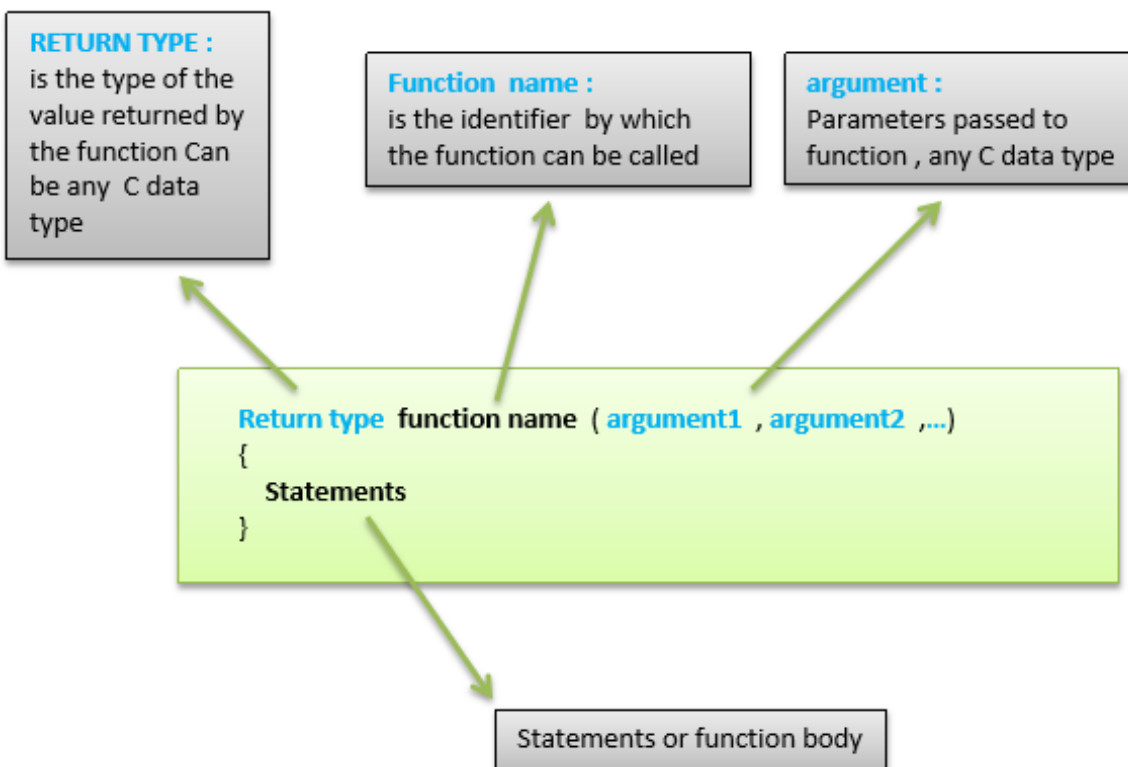 RETURN TYPE :
is the type of the
value returned by
the function Can
be any C data
type
Function name :
is the identifier by which
the function can be called
argument :
Parameters passed to
function , any C data type
Return type function name ( argument1 , argument2 ,...)
{
Statements
}
Statements or function body